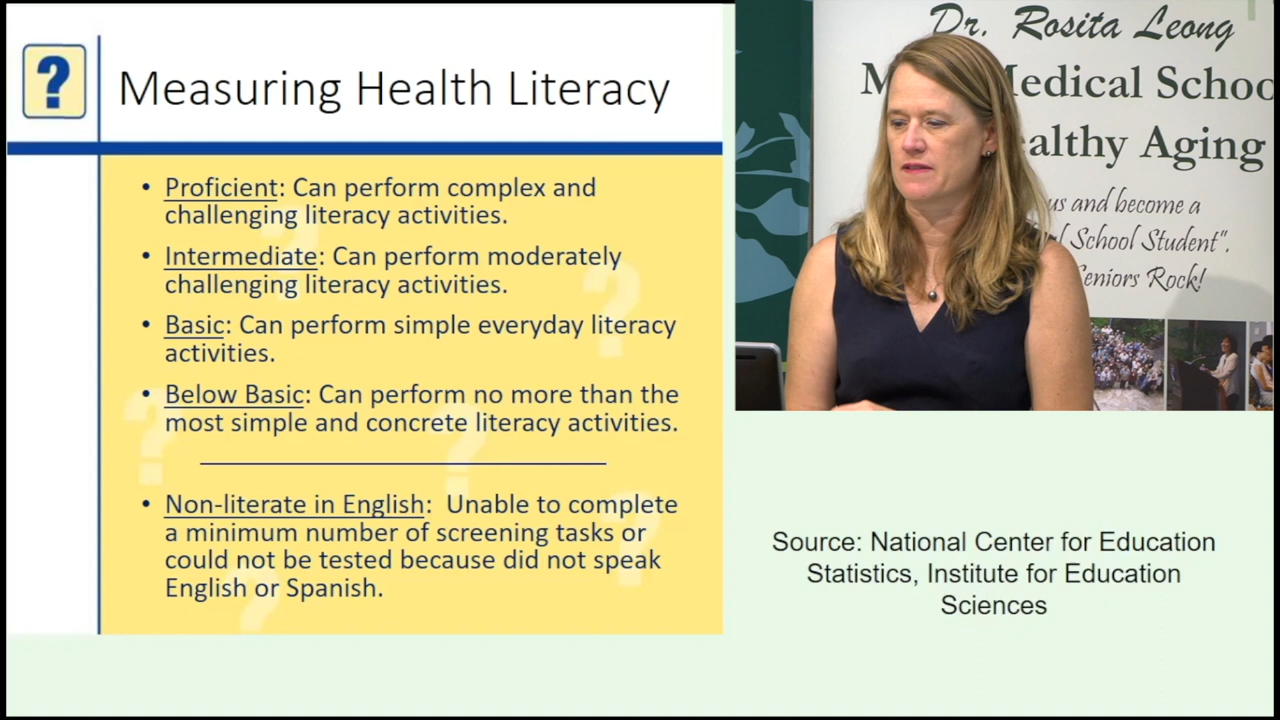 ?
Measuring Health Literacy
• Proficient: Can perform complex and
challenging literacy activities.
• Intermediate: Can perform moderately
challenging literacy activities.
• Basic: Can perform simple everyday literacy
activities.
• Below Basic: Can perform no more than the
most simple and concrete literacy activities.
• Non-literate in English: Unable to complete
a minimum number of screening tasks or
could not be tested because did not speak
English or Spanish.
Dr. Rosita Leong
Healthy Aging
us and become a
School Student".
Seniors Rock!
Source: National Center for Education
Statistics, Institute for Education
Sciences